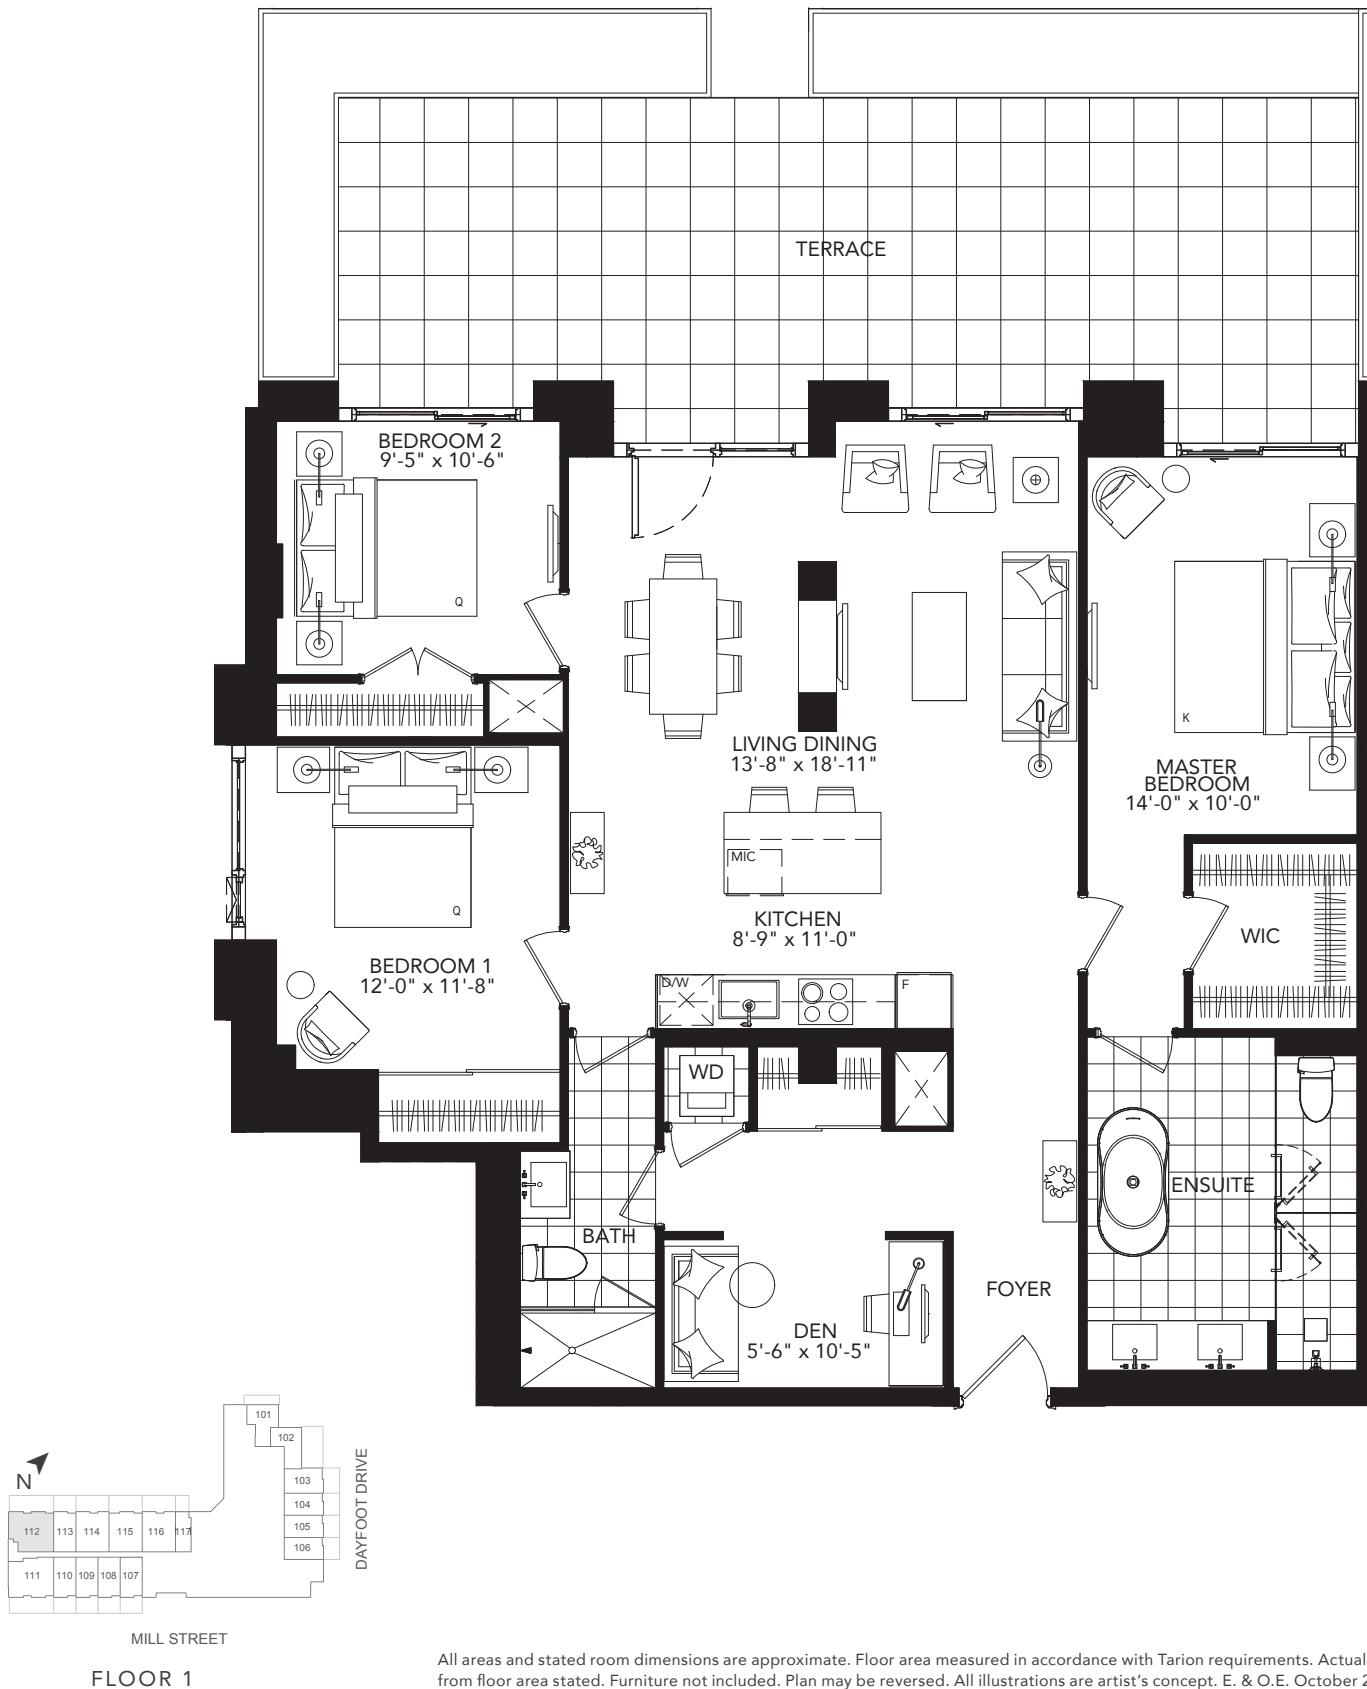 TERRACE
BEDROOM 2
9'-5" x 10'-6"
Q
LIVING DINING
13'-8" x 18'-11"
K
MASTER
BEDROOM
14'-0" x 10'-0"
MIC
Q
KITCHEN
8'-9" x 11'-0"
WIC
BEDROOM 1
12'-0" x 11'-8"
D/W
F
WD
ENSUITE
BATH
FOYER
DEN
5'-6" x 10'-5"
N
101
102
103
104
105
106
112
113
114
115
116
117
111
110
109
108
107
DAYFOOT DRIVE
MILL STREET
FLOOR 1
All areas and stated room dimensions are approximate. Floor area measured in accordance with Tarion requirements. Actual
from floor area stated. Furniture not included. Plan may be reversed. All illustrations are artist's concept. E. & O.E. October 2